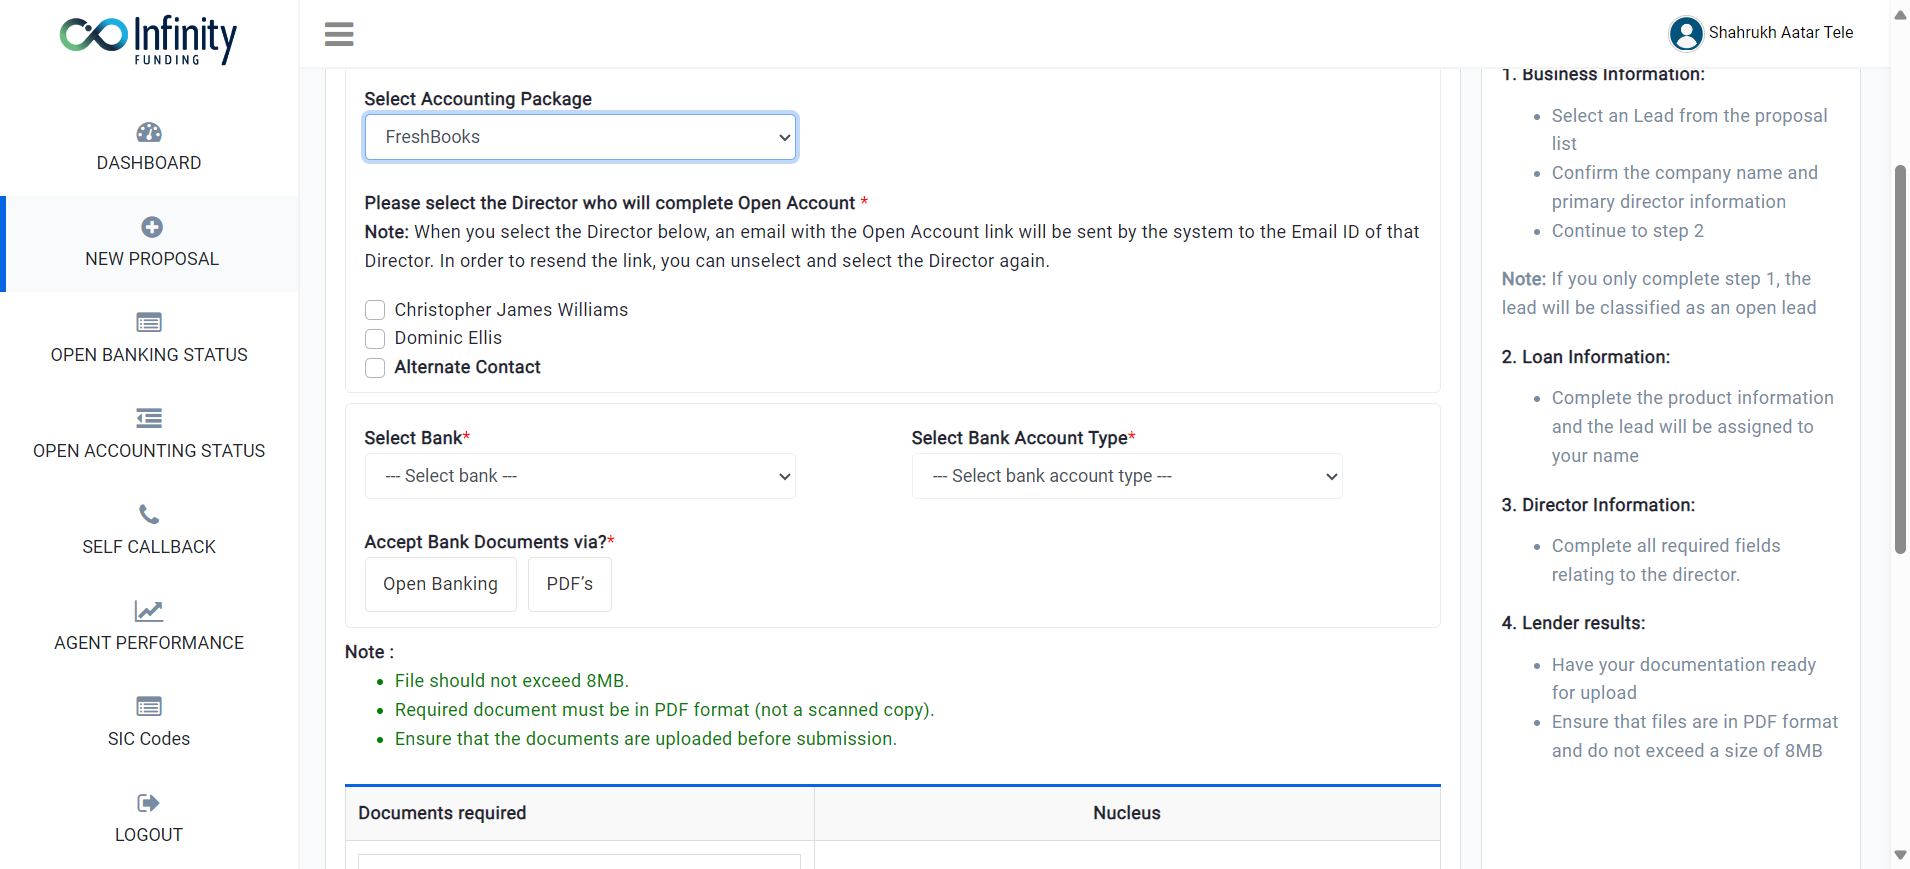 Infinity
FUNDING
Shahrukh Aatar Tele
DASHBOARD
NEW PROPOSAL
OPEN BANKING STATUS
OPEN ACCOUNTING STATUS
SELF CALLBACK
AGENT PERFORMANCE
SIC Codes
LOGOUT
Select Accounting Package
FreshBooks
Please select the Director who will complete Open Account *
Note: When you select the Director below, an email with the Open Account link will be sent by the system to the Email ID of that
Director. In order to resend the link, you can unselect and select the Director again.
Christopher James Williams
Dominic Ellis
Alternate Contact
Select Bank*
--- Select bank ---
Select Bank Account Type*
--- Select bank account type ---
Accept Bank Documents via?*
Open Banking
PDF’s
Note :
• File should not exceed 8MB.
• Required document must be in PDF format (not a scanned copy).
• Ensure that the documents are uploaded before submission.
Documents required
Nucleus
1. Business Information:
• Select an Lead from the proposal
list
• Confirm the company name and
primary director information
• Continue to step 2
Note: If you only complete step 1, the
lead will be classified as an open lead
2. Loan Information:
• Complete the product information
and the lead will be assigned to
your name
3. Director Information:
• Complete all required fields
relating to the director.
4. Lender results:
• Have your documentation ready
for upload
• Ensure that files are in PDF format
and do not exceed a size of 8MB